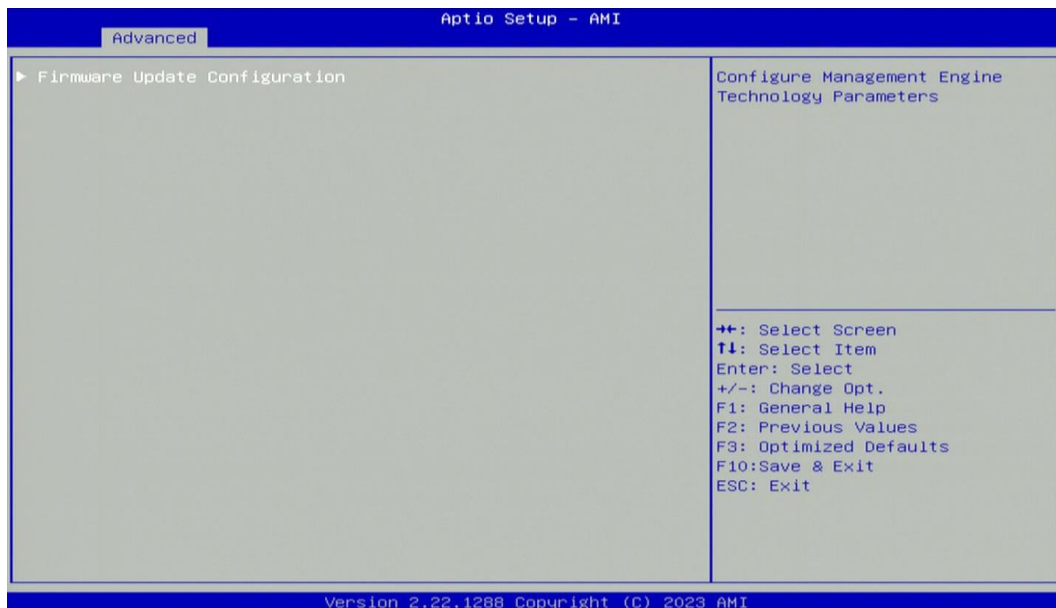 Aptio Setup – AMI
Advanced
► Firmware Update Configuration
Configure Management Engine
Technology Parameters
→←: Select Screen
↑↓: Select Item
Enter: Select
+/-: Change Opt.
F1: General Help
F2: Previous Values
F3: Optimized Defaults
F10:Save & Exit
ESC: Exit
Version 2.22.1288 Copyright (C) 2023 AMI